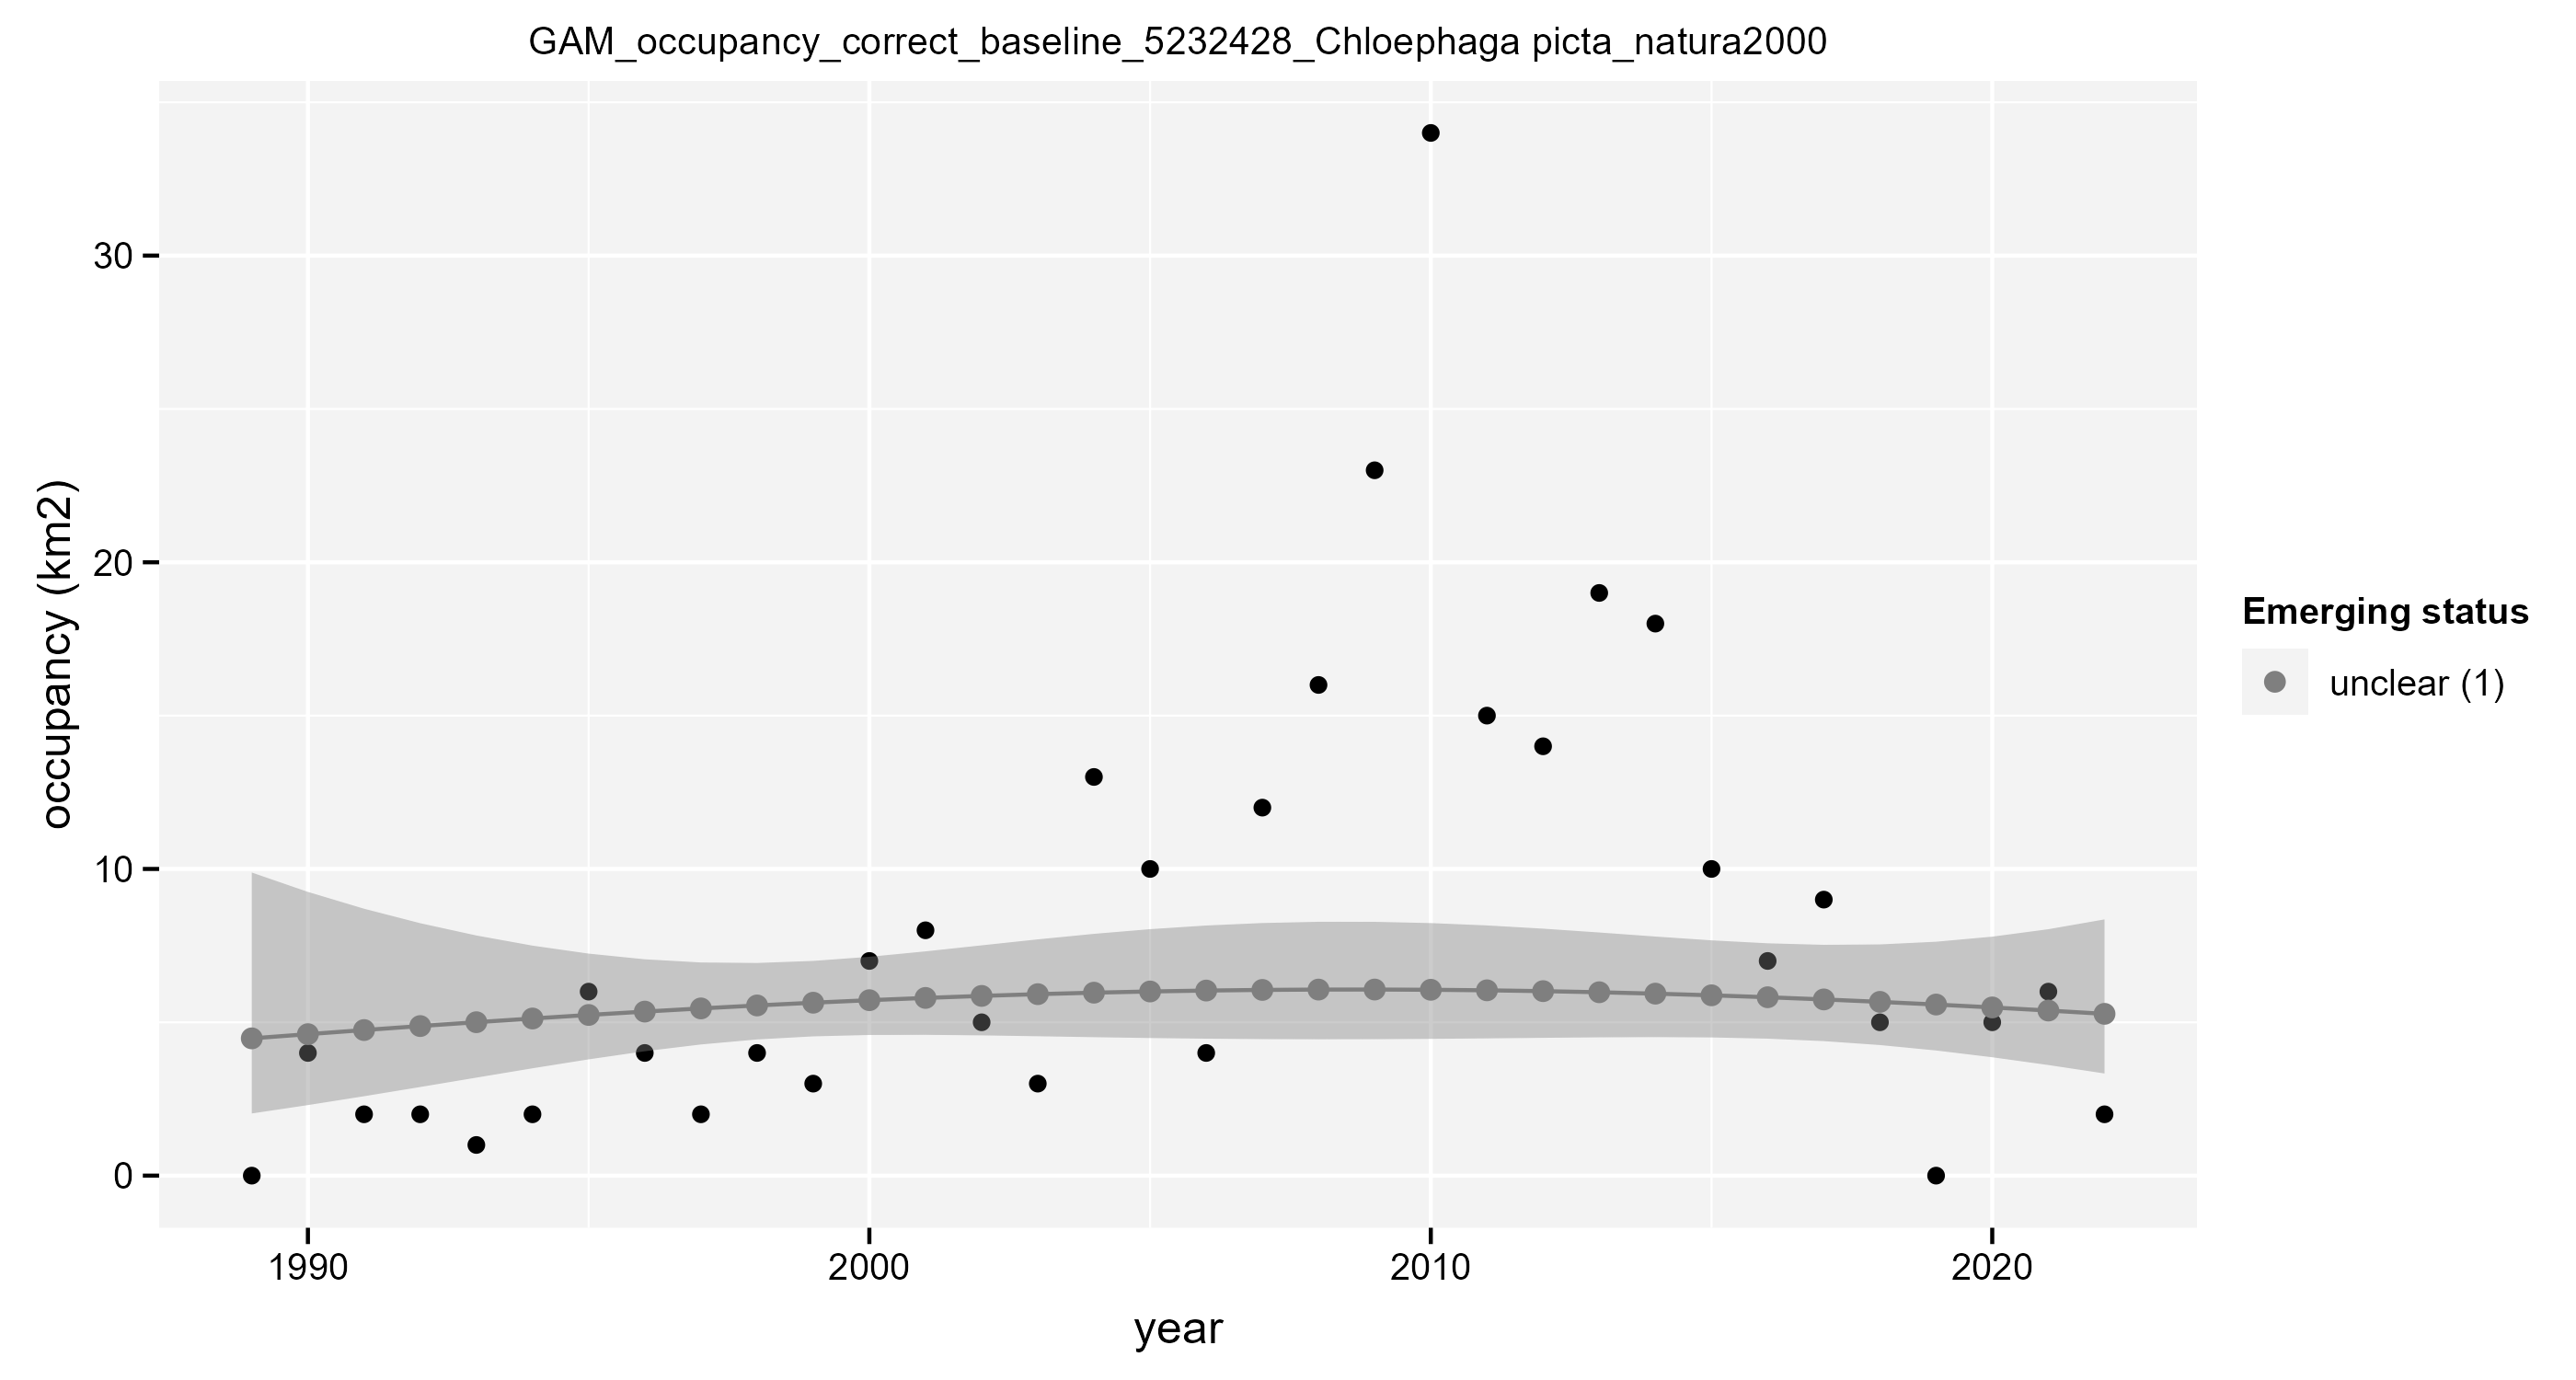 GAM_occupancy_correct_baseline_5232428_Chloephaga picta_natura2000
occupancy (km2)
30
20
10
0
1990 2000 2010 2020
year
Emerging status
unclear (1)